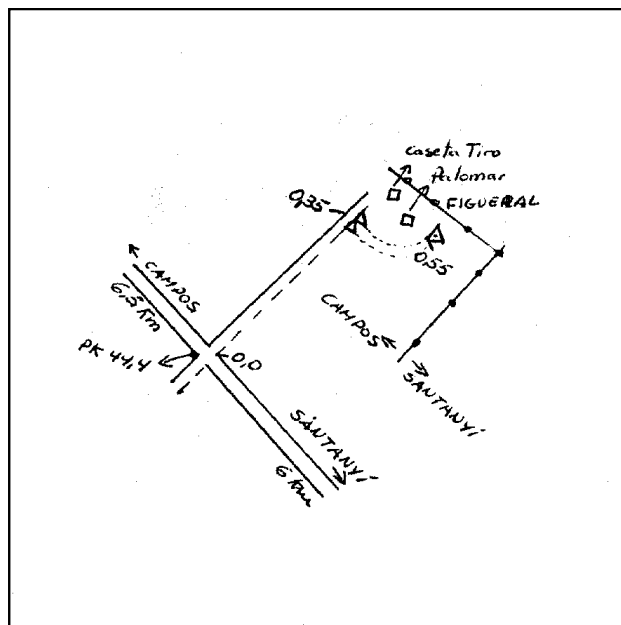 Caseta Tiro
Palomar
FIGUERAL
0,35
0,55
CAMPOS
6,5 Km
PK 44,4
0,0
CAMPOS
SANTANYÍ
SANTANYÍ
6 Km